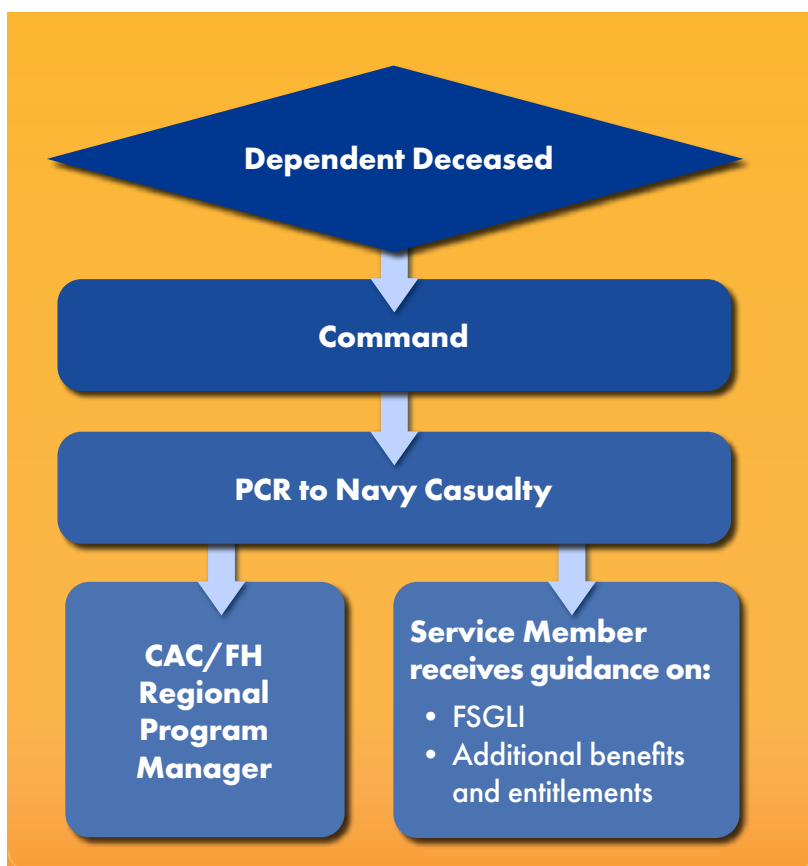 Dependent Deceased
Command
PCR to Navy Casualty
CAC/FH
Regional
Program
Manager
Service Member
receives guidance on:
• FSGLI
• Additional benefits
and entitlements